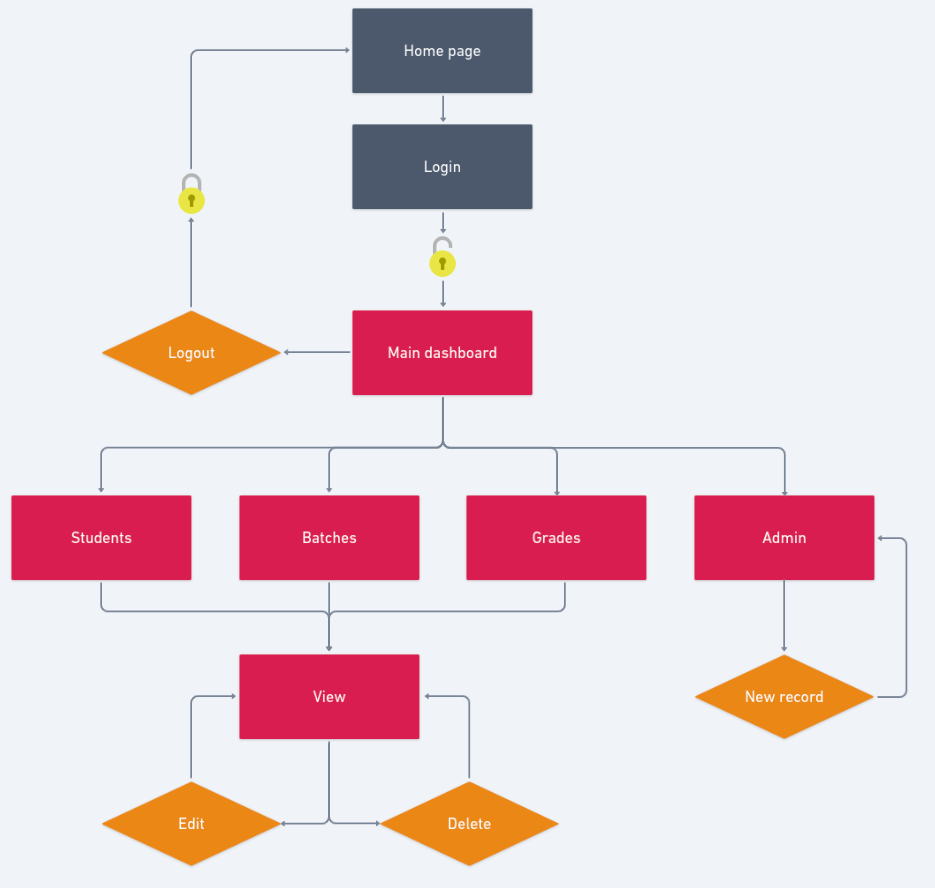 Home page
Login
Logout
Main dashboard
Students
Batches
Grades
Admin
View
New record
Edit
Delete